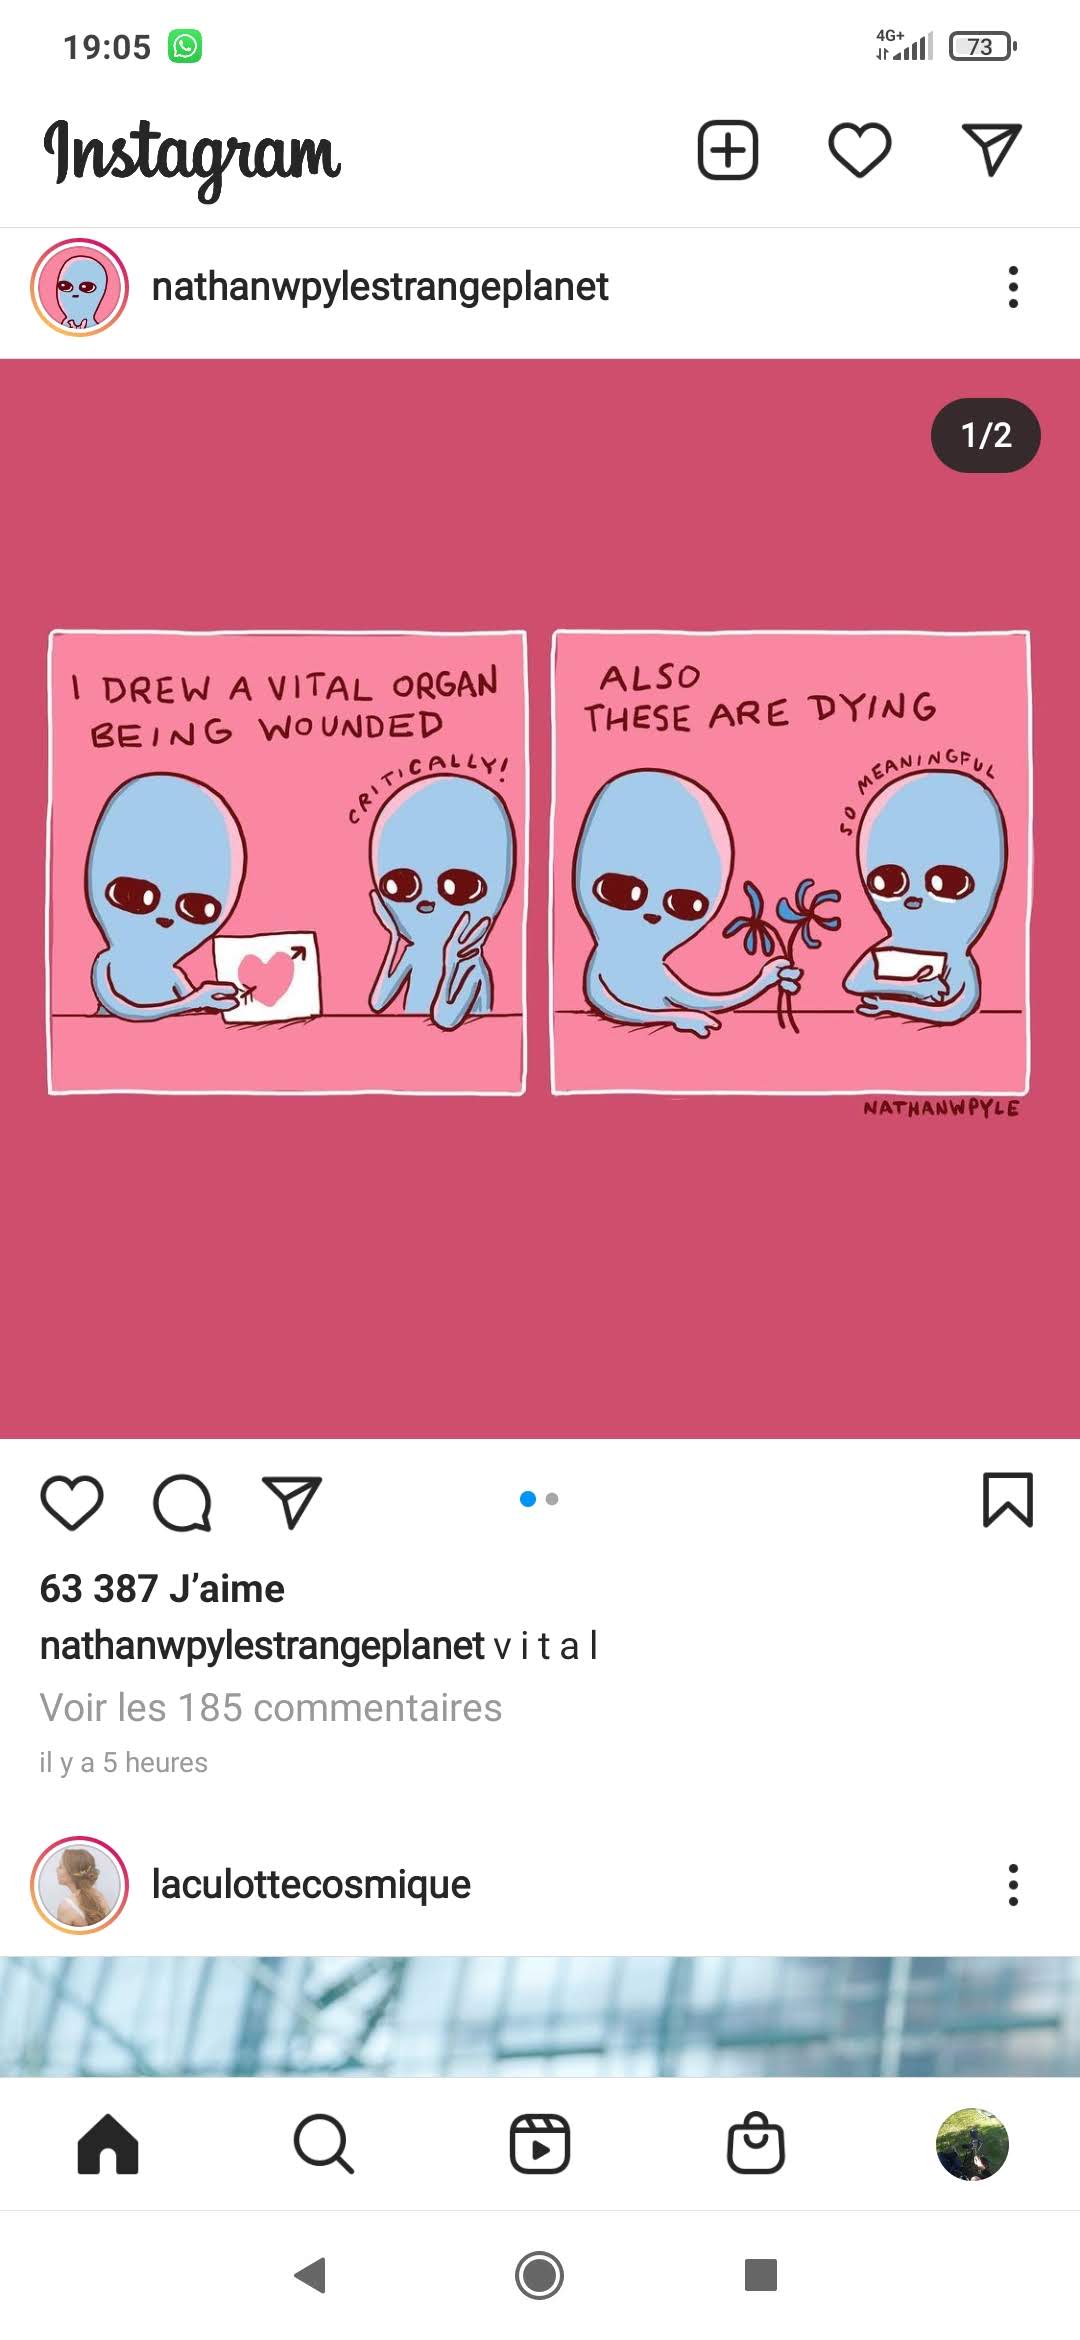 19:05
4G+
73
Instagram
nathanwpylestrangeplanet
1/2
I DREW A VITAL ORGAN
BEING WOUNDED
CRITICALLY!
ALSO
THESE ARE DYING
SO MEANINGFUL
NATHANWPYLE
63 387 J’aime
nathanwpylestrangeplanet v i t a l
Voir les 185 commentaires
il y a 5 heures
laculottecosmique